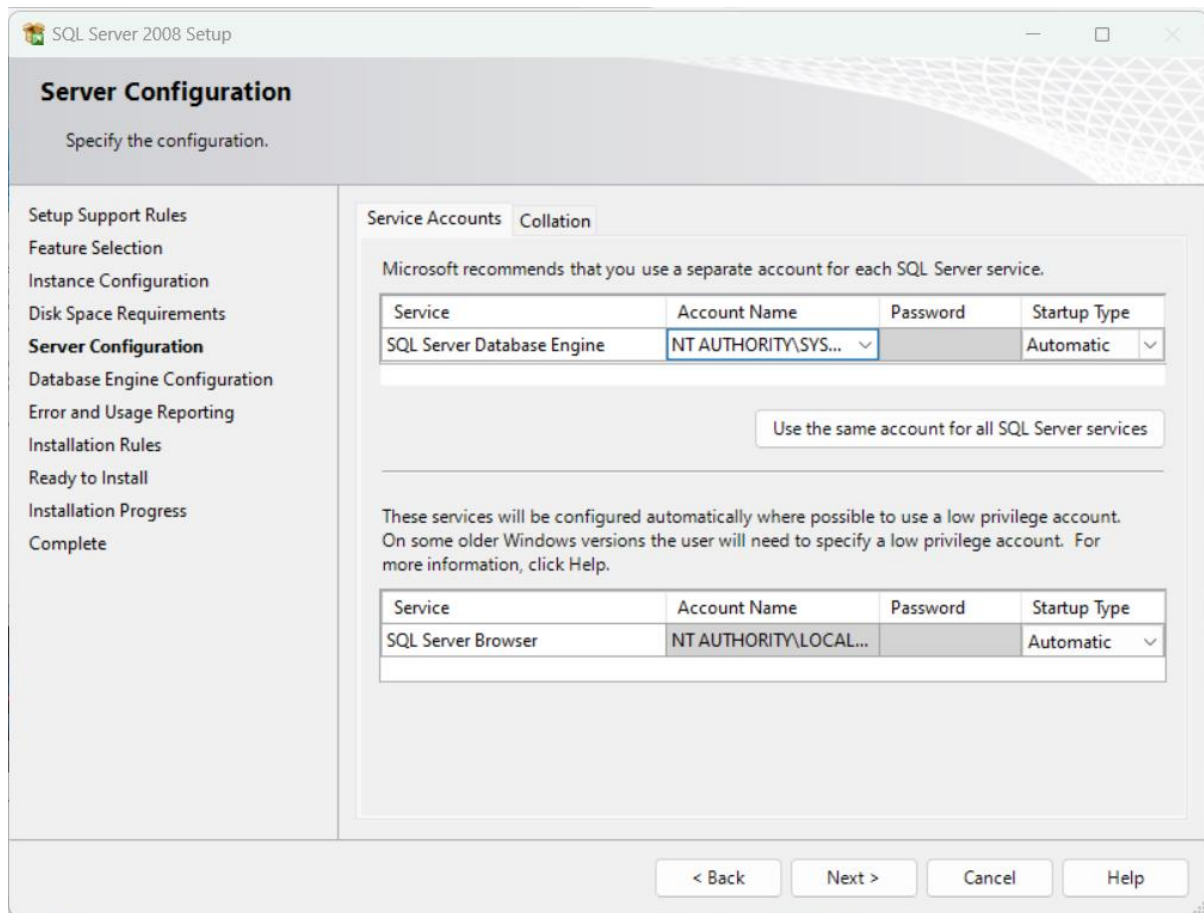 SQL Server 2008 Setup
Server Configuration
Specify the configuration.
Setup Support Rules
Feature Selection
Instance Configuration
Disk Space Requirements
Server Configuration
Database Engine Configuration
Error and Usage Reporting
Installation Rules
Ready to Install
Installation Progress
Complete
Service Accounts Collation
Microsoft recommends that you use a separate account for each SQL Server service.
Service Account Name Password Startup Type
SQL Server Database Engine NT AUTHORITY\SYS... Automatic
Use the same account for all SQL Server services
These services will be configured automatically where possible to use a low privilege account.
On some older Windows versions the user will need to specify a low privilege account. For
more information, click Help.
Service Account Name Password Startup Type
SQL Server Browser NT AUTHORITY\LOCAL... Automatic
< Back Next > Cancel Help